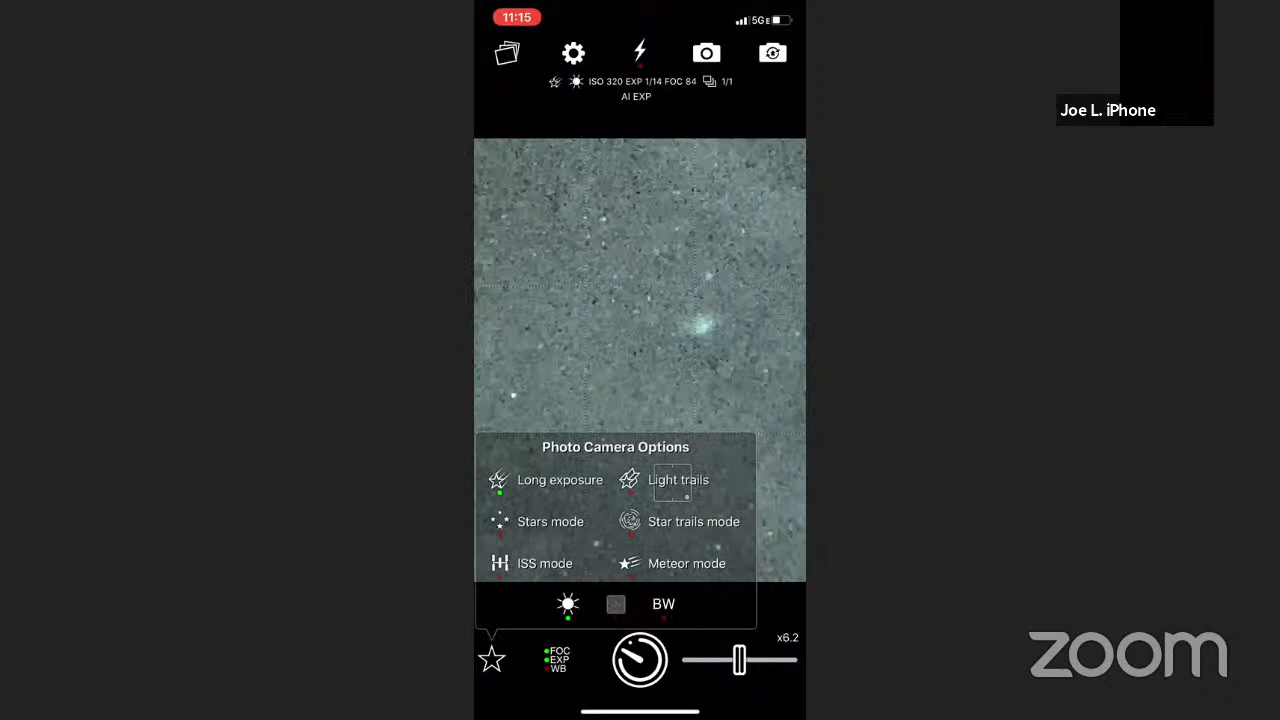 11:15
5GE
ISO 320 EXP 1/14 FOC 84 1/1
AI EXP
Joe L. iPhone
Photo Camera Options
Long exposure Light trails
Stars mode Star trails mode
ISS mode Meteor mode
BW
x6.2
FOC
EXP
WB
zoom